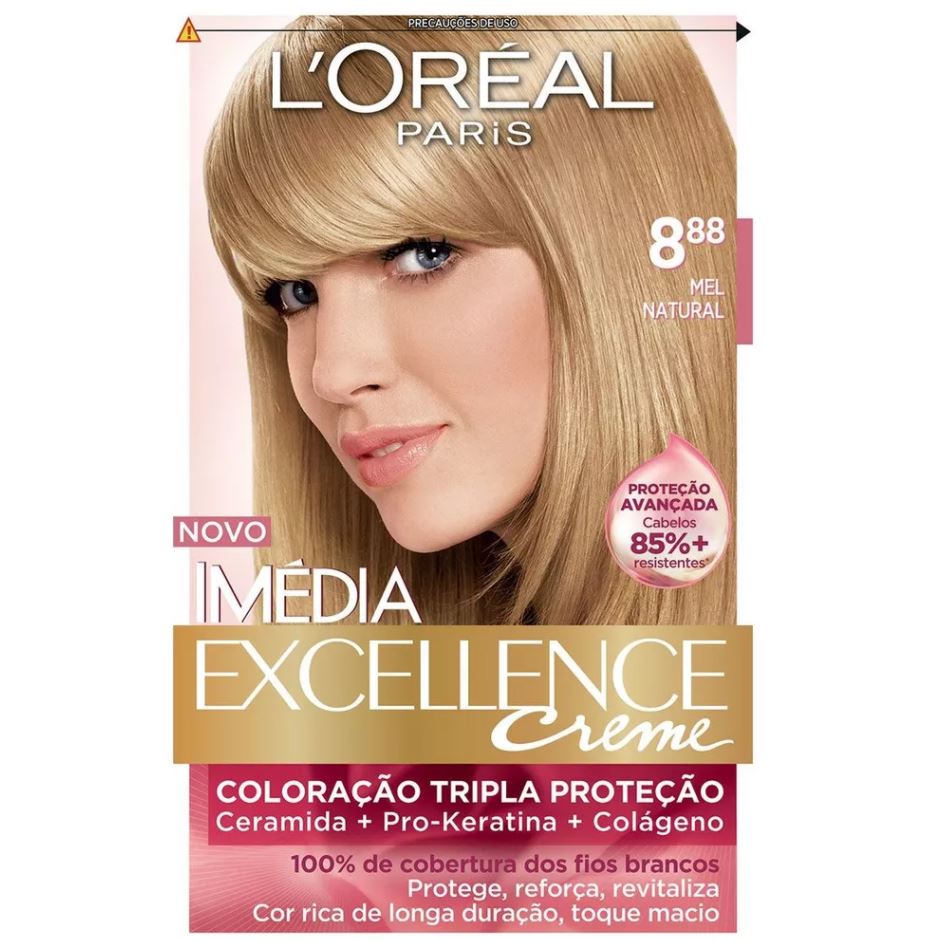 PRECAUÇÕES DE USO
L'ORÉAL
PARiS
8 88
MEL
NATURAL
PROTEÇÃO
AVANÇADA
Cabelos
85%+
resistentes*
NOVO
IMÉDIA
EXCELLENCE
Creme
COLORAÇÃO TRIPLA PROTEÇÃO
Ceramida + Pro-Keratina + Colágeno
100% de cobertura dos fios brancos
Protege, reforça, revitaliza
Cor rica de longa duração, toque macio